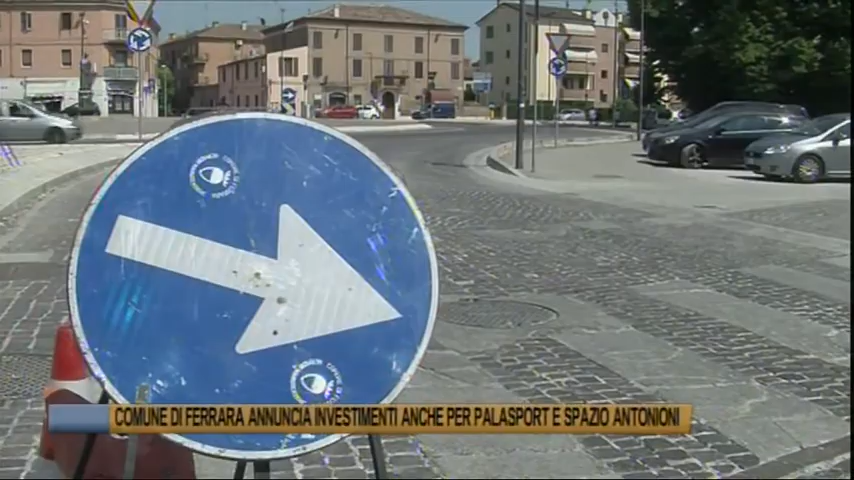 COMUNE DI FERRARA ANNUNCIA INVESTIMENTI ANCHE PER PALASPORT E SPAZIO ANTONIONI